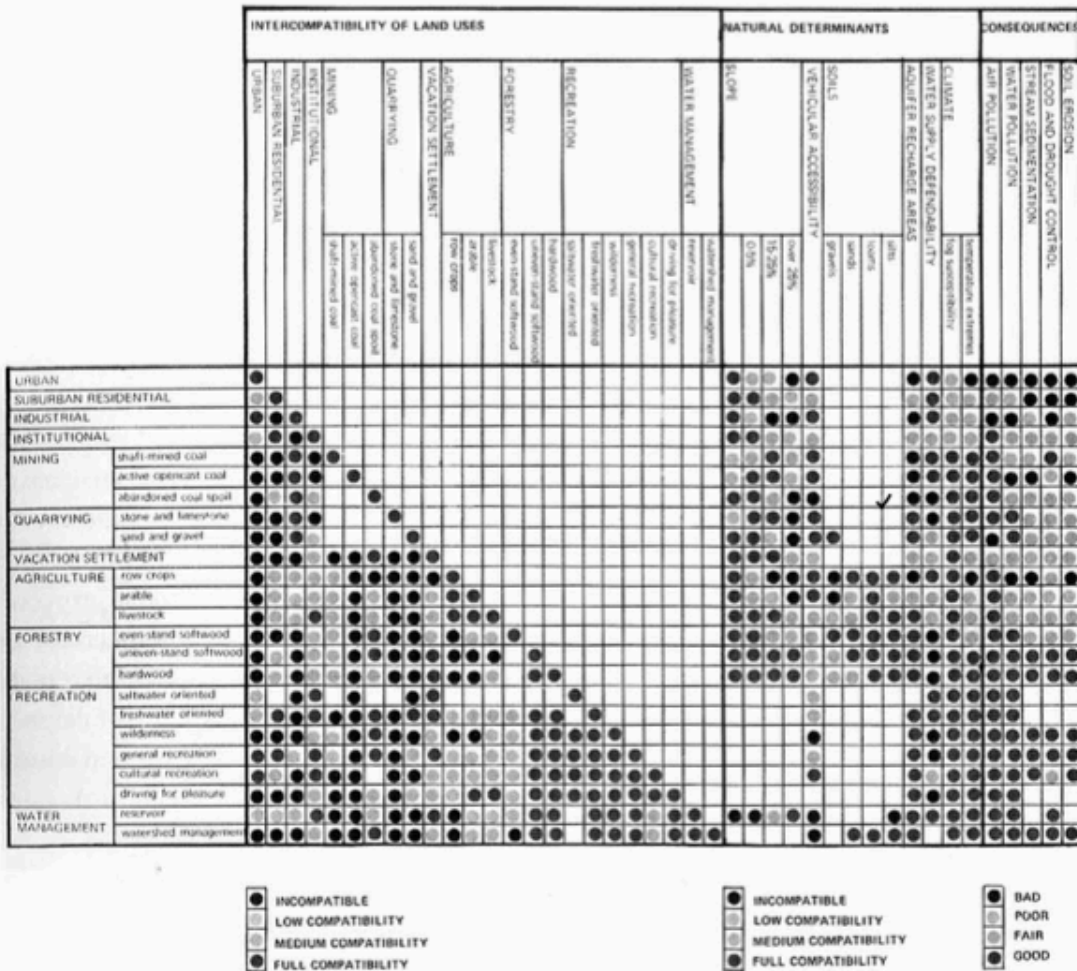 INTERCOMPATIBILITY OF LAND USES
NATURAL DETERMINANTS
CONSEQUENCES
URBAN
SUBURBAN RESIDENTIAL
INDUSTRIAL
INSTITUTIONAL
MINING
QUARRYING
VACATION SETTLEMENT
AGRICULTURE
FORESTRY
RECREATION
WATER MANAGEMENT
SLOPE
VEHICULAR ACCESSIBILITY
SOILS
AQUIFER RECHARGE AREAS
WATER SUPPLY DEPENDABILITY
CLIMATE
AIR POLLUTION
WATER POLLUTION
STREAM SEDIMENTATION
FLOOD AND DROUGHT CONTROL
SOIL EROSION
shaft-mined coal
active opencast coal
abandoned coal spoil
stone and limestone
sand and gravel
row crops
arable
livestock
even-stand softwood
uneven-stand softwood
hardwood
saltwater oriented
freshwater oriented
wilderness
general recreation
cultural recreation
driving for pleasure
reservoir
watershed management
15-25%
over 25%
gravels
sands
loams
silts
fog susceptibility
temperature extremes
URBAN
SUBURBAN RESIDENTIAL
INDUSTRIAL
INSTITUTIONAL
MINING shaft-mined coal
active opencast coal
abandoned coal spoil
QUARRYING stone and limestone
sand and gravel
VACATION SETTLEMENT
AGRICULTURE row crops
arable
livestock
FORESTRY even-stand softwood
uneven-stand softwood
hardwood
RECREATION saltwater oriented
freshwater oriented
wilderness
general recreation
cultural recreation
driving for pleasure
WATER MANAGEMENT reservoir
watershed management
INCOMPATIBLE
LOW COMPATIBILITY
MEDIUM COMPATIBILITY
FULL COMPATIBILITY
INCOMPATIBLE
LOW COMPATIBILITY
MEDIUM COMPATIBILITY
FULL COMPATIBILITY
BAD
POOR
FAIR
GOOD